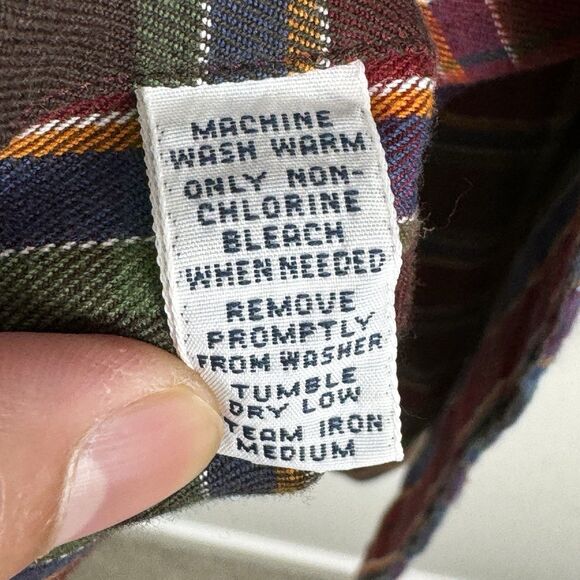 MACHINE
WASH WARM
ONLY NON-
CHLORINE
BLEACH
WHEN NEEDED
REMOVE
PROMPTLY
FROM WASHER
TUMBLE
DRY LOW
TEAM IRON
MEDIUM